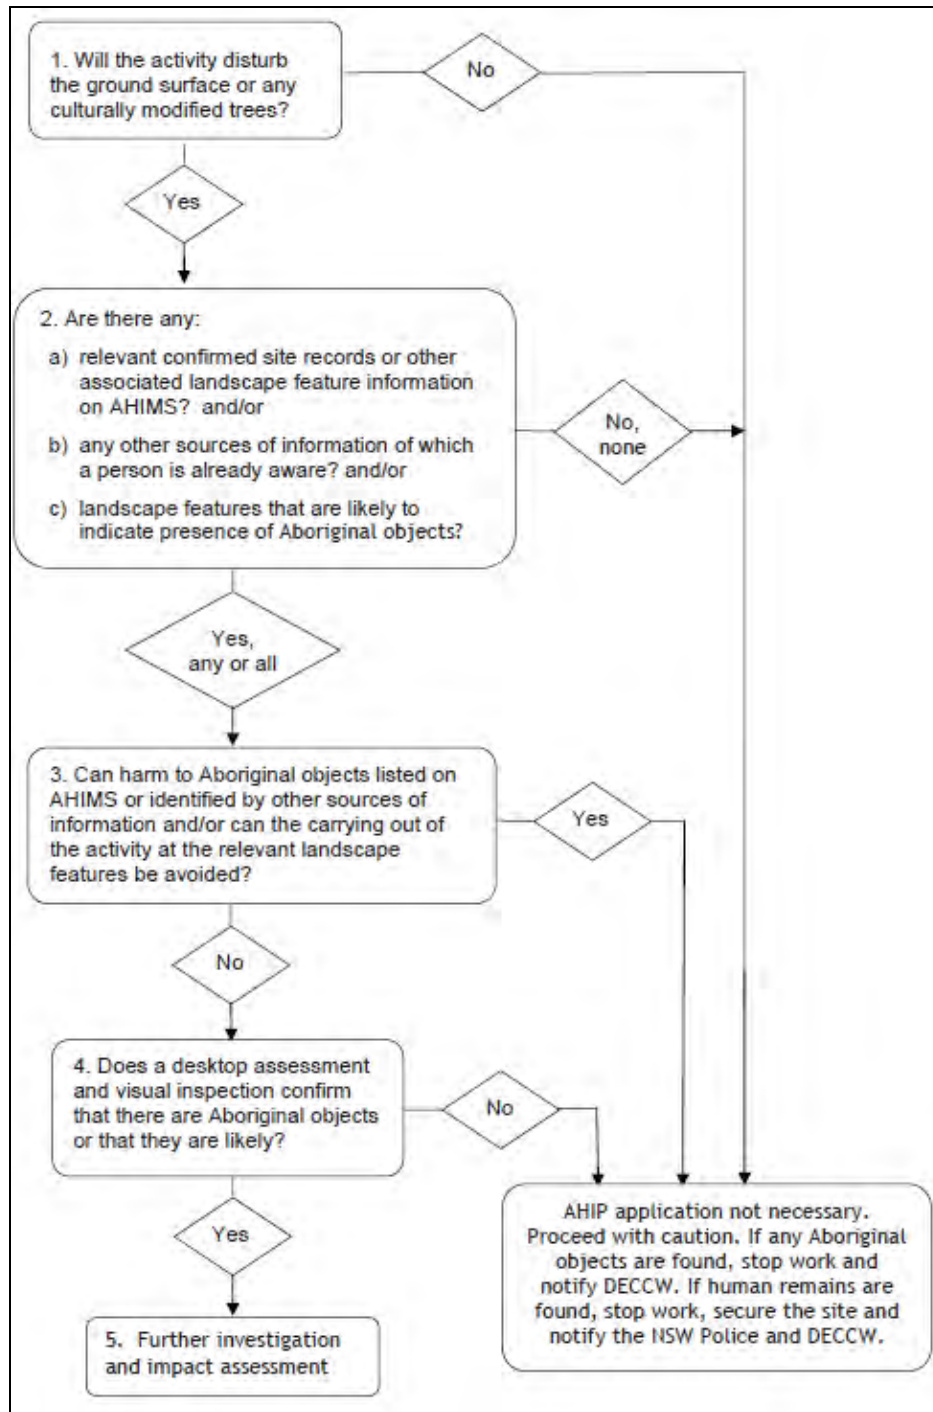 1. Will the activity disturb
the ground surface or any
culturally modified trees?
No
Yes
2. Are there any:
a) relevant confirmed site records or other
associated landscape feature information
on AHIMS? and/or
b) any other sources of information of which
a person is already aware? and/or
c) landscape features that are likely to
indicate presence of Aboriginal objects?
No,
none
Yes,
any or all
3. Can harm to Aboriginal objects listed on
AHIMS or identified by other sources of
information and/or can the carrying out of
the activity at the relevant landscape
features be avoided?
Yes
No
4. Does a desktop assessment
and visual inspection confirm
that there are Aboriginal objects
or that they are likely?
No
Yes
AHIP application not necessary.
Proceed with caution. If any Aboriginal
objects are found, stop work and
notify DECCW. If human remains are
found, stop work, secure the site and
notify the NSW Police and DECCW.
5. Further investigation
and impact assessment